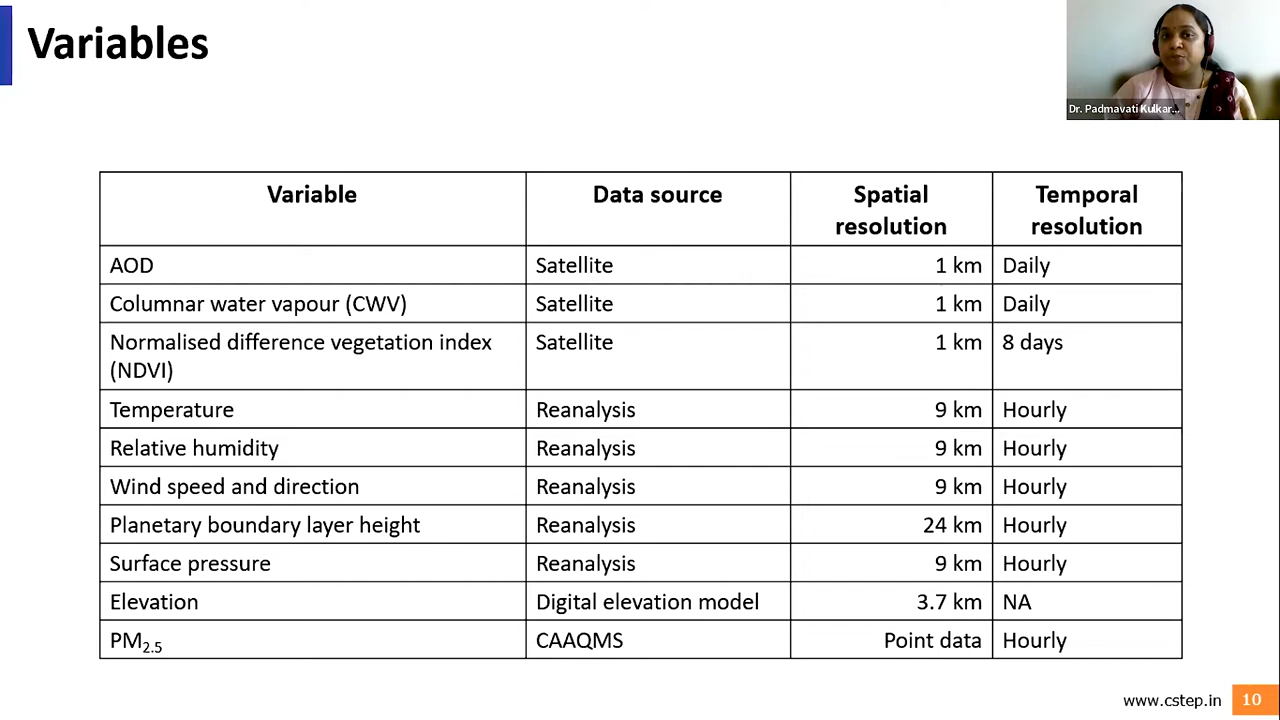 Variables
Dr. Padmavati Kulkar...
Variable Data source Spatial resolution Temporal resolution
AOD Satellite 1 km Daily
Columnar water vapour (CWV) Satellite 1 km Daily
Normalised difference vegetation index (NDVI) Satellite 1 km 8 days
Temperature Reanalysis 9 km Hourly
Relative humidity Reanalysis 9 km Hourly
Wind speed and direction Reanalysis 9 km Hourly
Planetary boundary layer height Reanalysis 24 km Hourly
Surface pressure Reanalysis 9 km Hourly
Elevation Digital elevation model 3.7 km NA
PM2.5 CAAQMS Point data Hourly
www.cstep.in 10